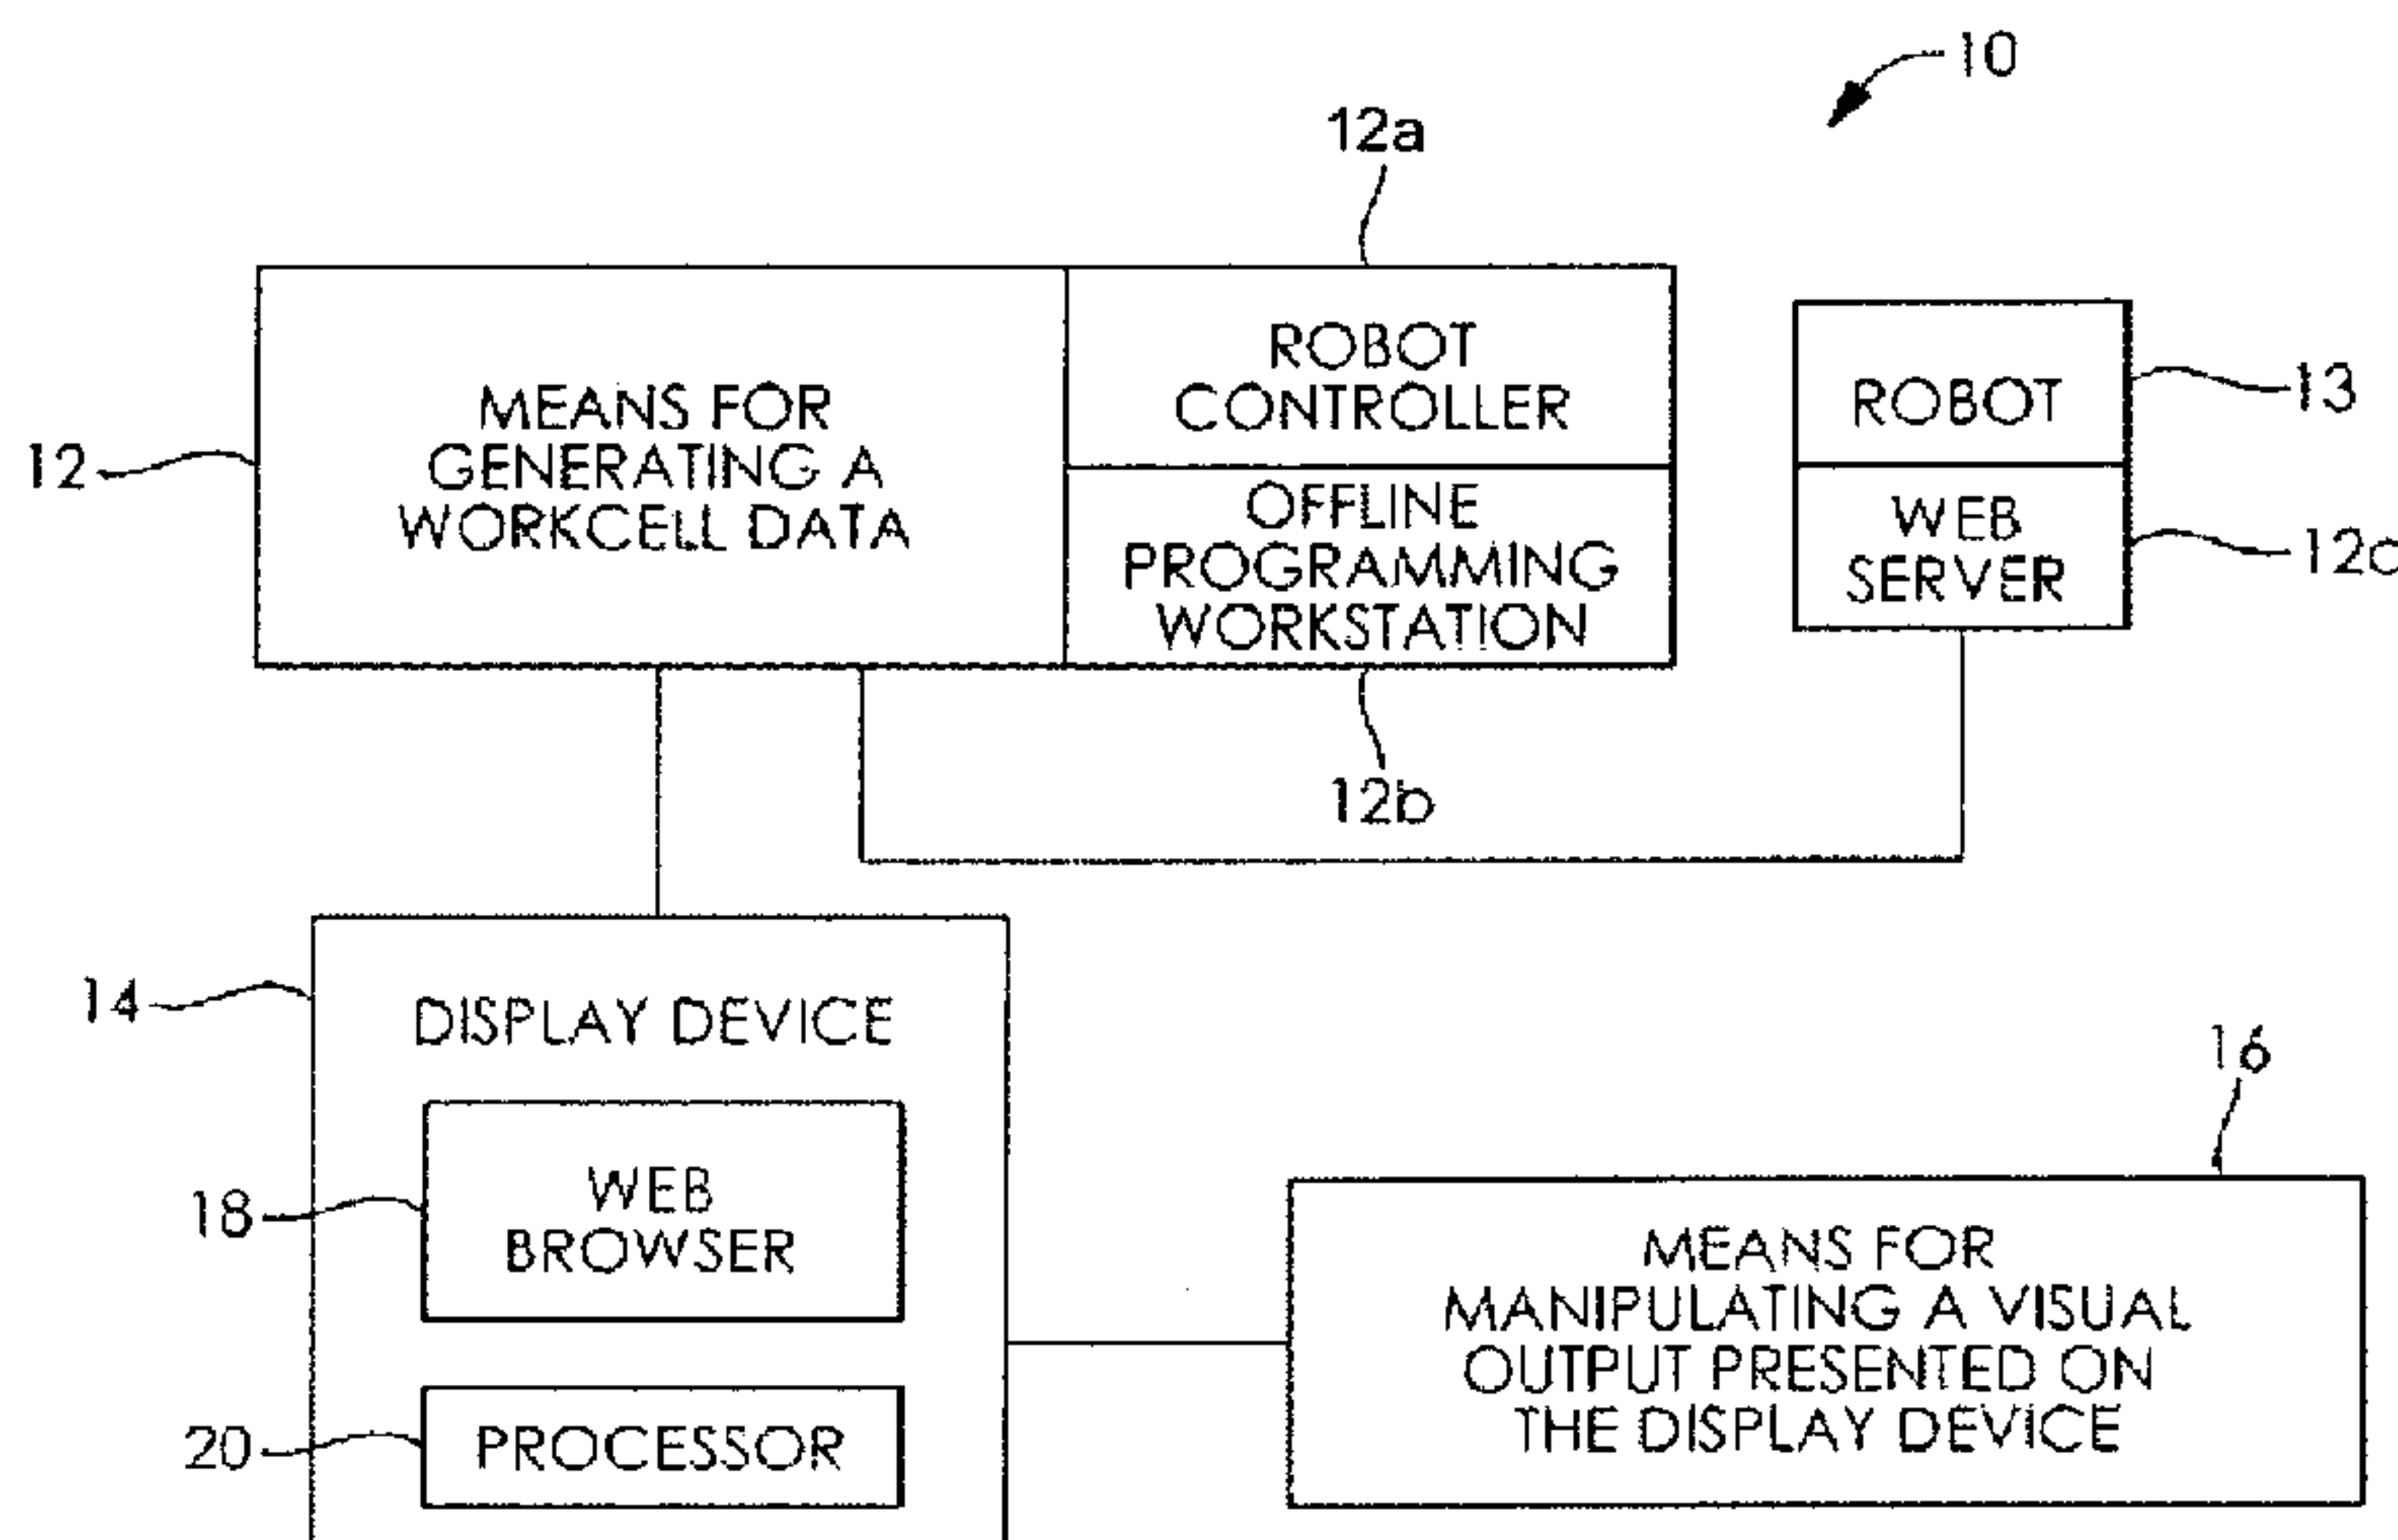 10
12a
12
MEANS FOR
GENERATING A
WORKCELL DATA
ROBOT
CONTROLLER
OFFLINE
PROGRAMMING
WORKSTATION
12b
ROBOT
13
WEB
SERVER
12c
14
DISPLAY DEVICE
18
WEB
BROWSER
20
PROCESSOR
16
MEANS FOR
MANIPULATING A VISUAL
OUTPUT PRESENTED ON
THE DISPLAY DEVICE